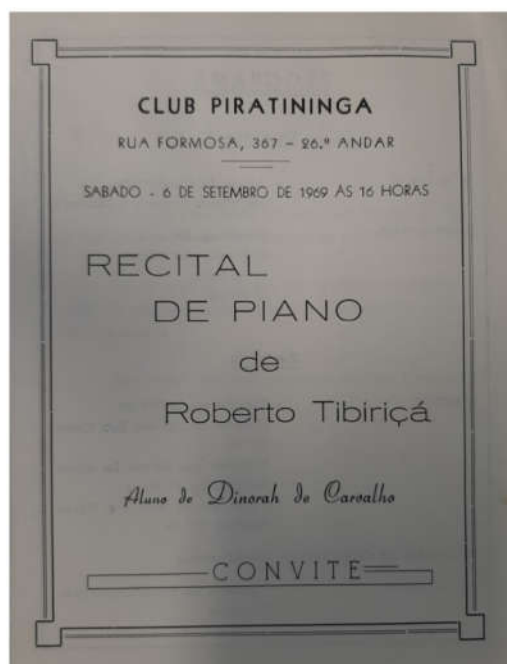 CLUB PIRATININGA
RUA FORMOSA, 367 - 26.º ANDAR
SABADO - 6 DE SETEMBRO DE 1969 ÀS 16 HORAS
RECITAL
DE PIANO
de
Roberto Tibiriçá
Aluno de Dinorah de Carvalho
CONVITE